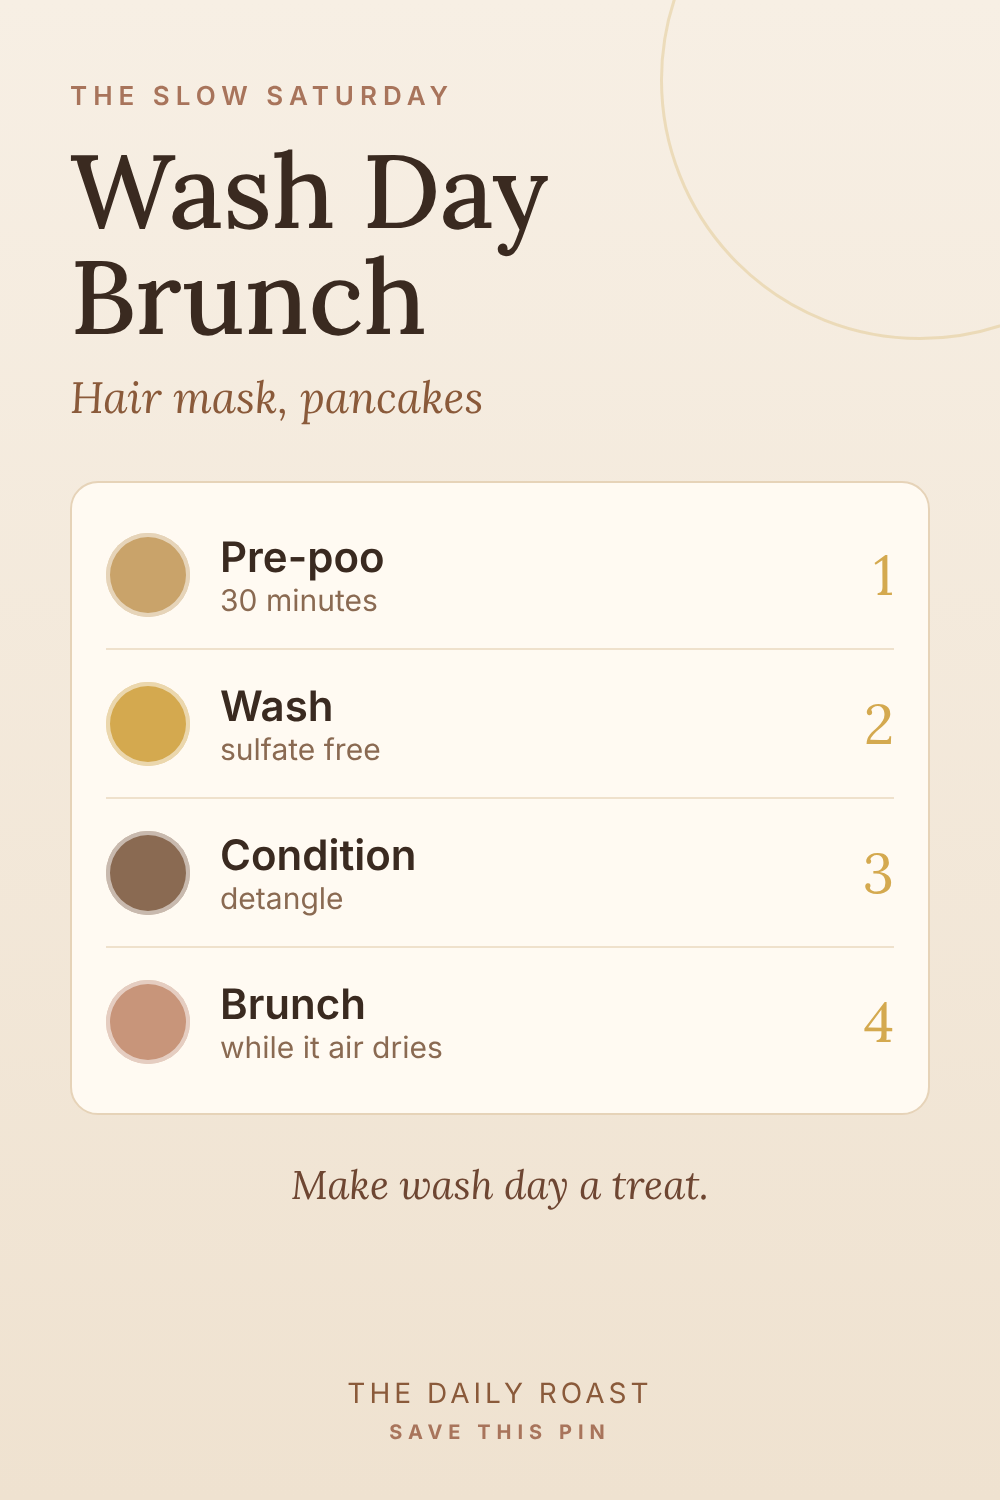 THE SLOW SATURDAY
Wash Day
Brunch
Hair mask, pancakes
Pre-poo
30 minutes
1
Wash
sulfate free
2
Condition
detangle
3
Brunch
while it air dries
4
Make wash day a treat.
THE DAILY ROAST
SAVE THIS PIN